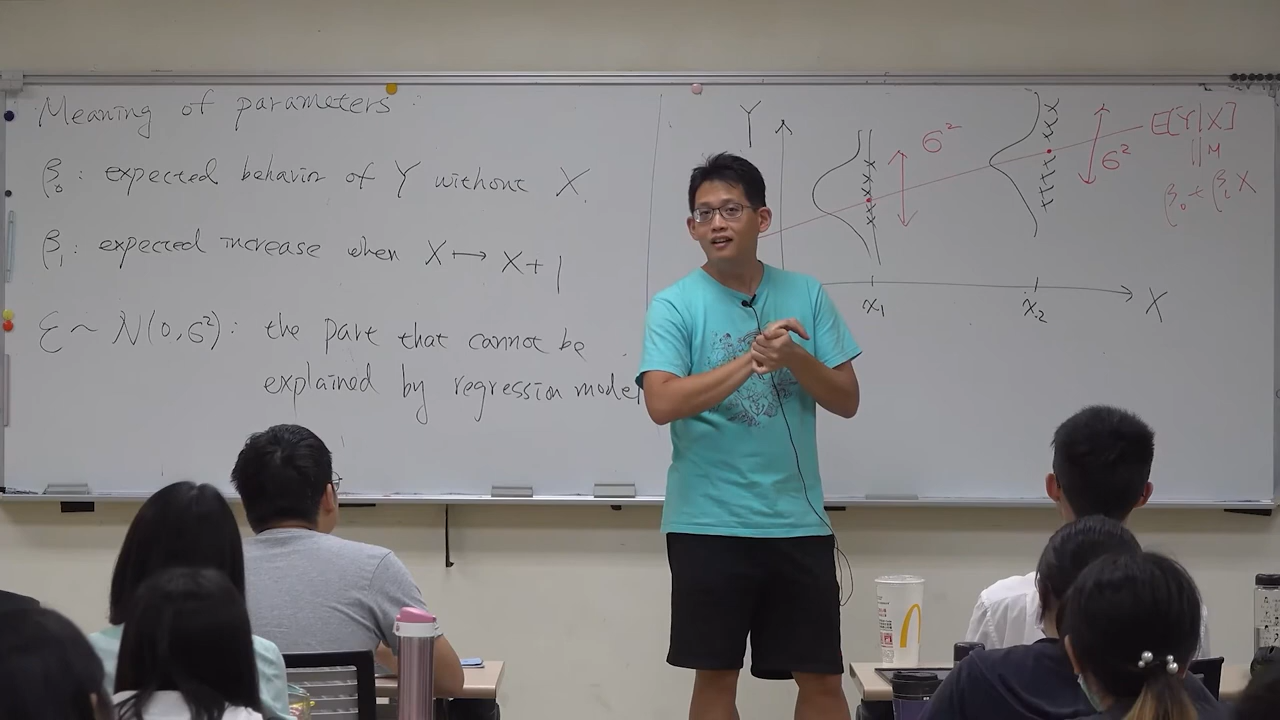 Meaning of parameters :
β₀ : expected behavior of Y without X.
β₁ : expected increase when X ↦ X+1
ε ~ N(0, σ²) : the part that cannot be
explained by regression model
Y
σ²
σ²
E[Y|X]
|| M
β₀ + β₁ X
x₁
x₂
X